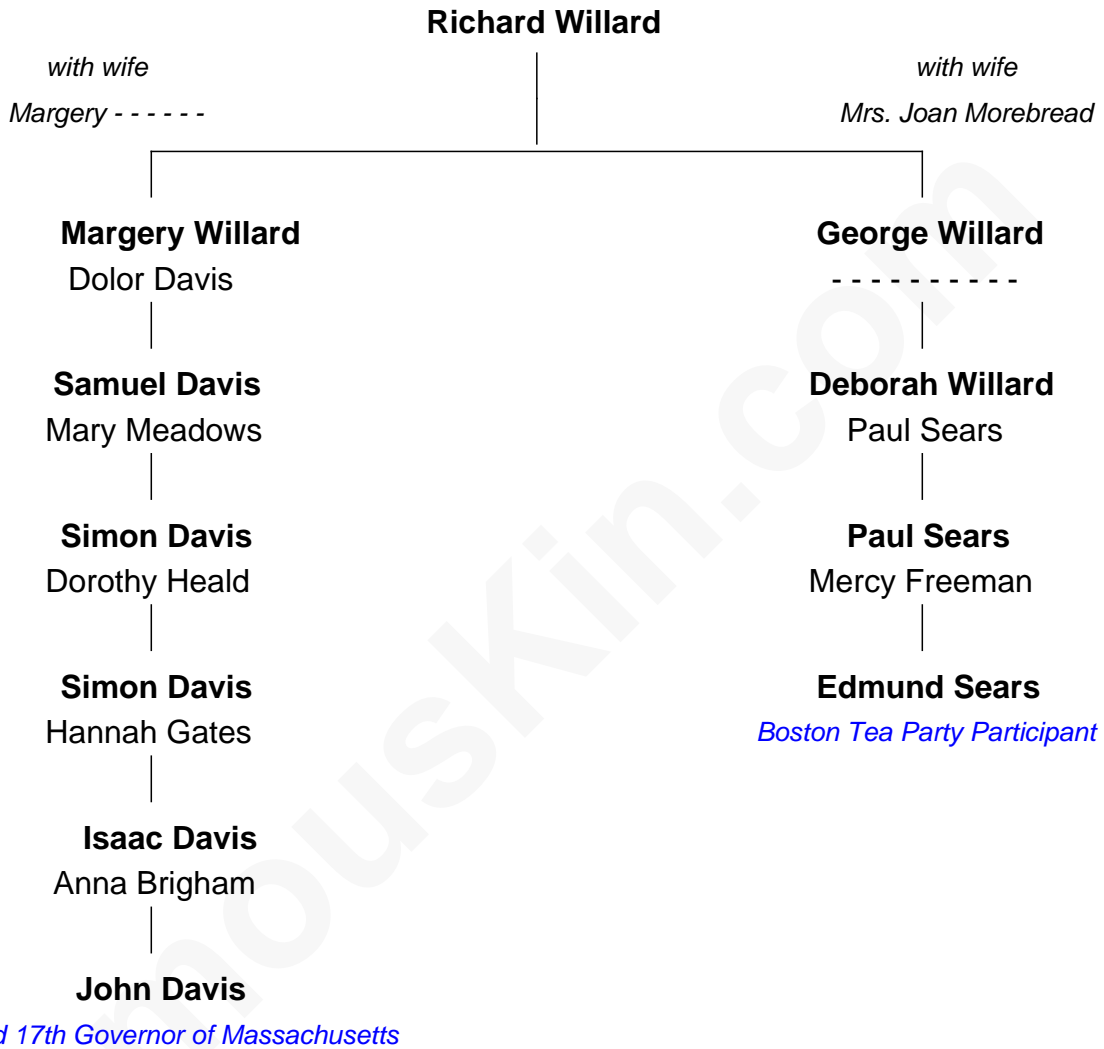 Richard Willard
with wife
Margery - - - - - -
with wife
Mrs. Joan Morebread
Margery Willard
Dolor Davis
George Willard
- - - - - - - - - -
Samuel Davis
Mary Meadows
Deborah Willard
Paul Sears
Simon Davis
Dorothy Heald
Paul Sears
Mercy Freeman
Simon Davis
Hannah Gates
Edmund Sears
Boston Tea Party Participant
Isaac Davis
Anna Brigham
John Davis
17th Governor of Massachusetts
mousKin.com